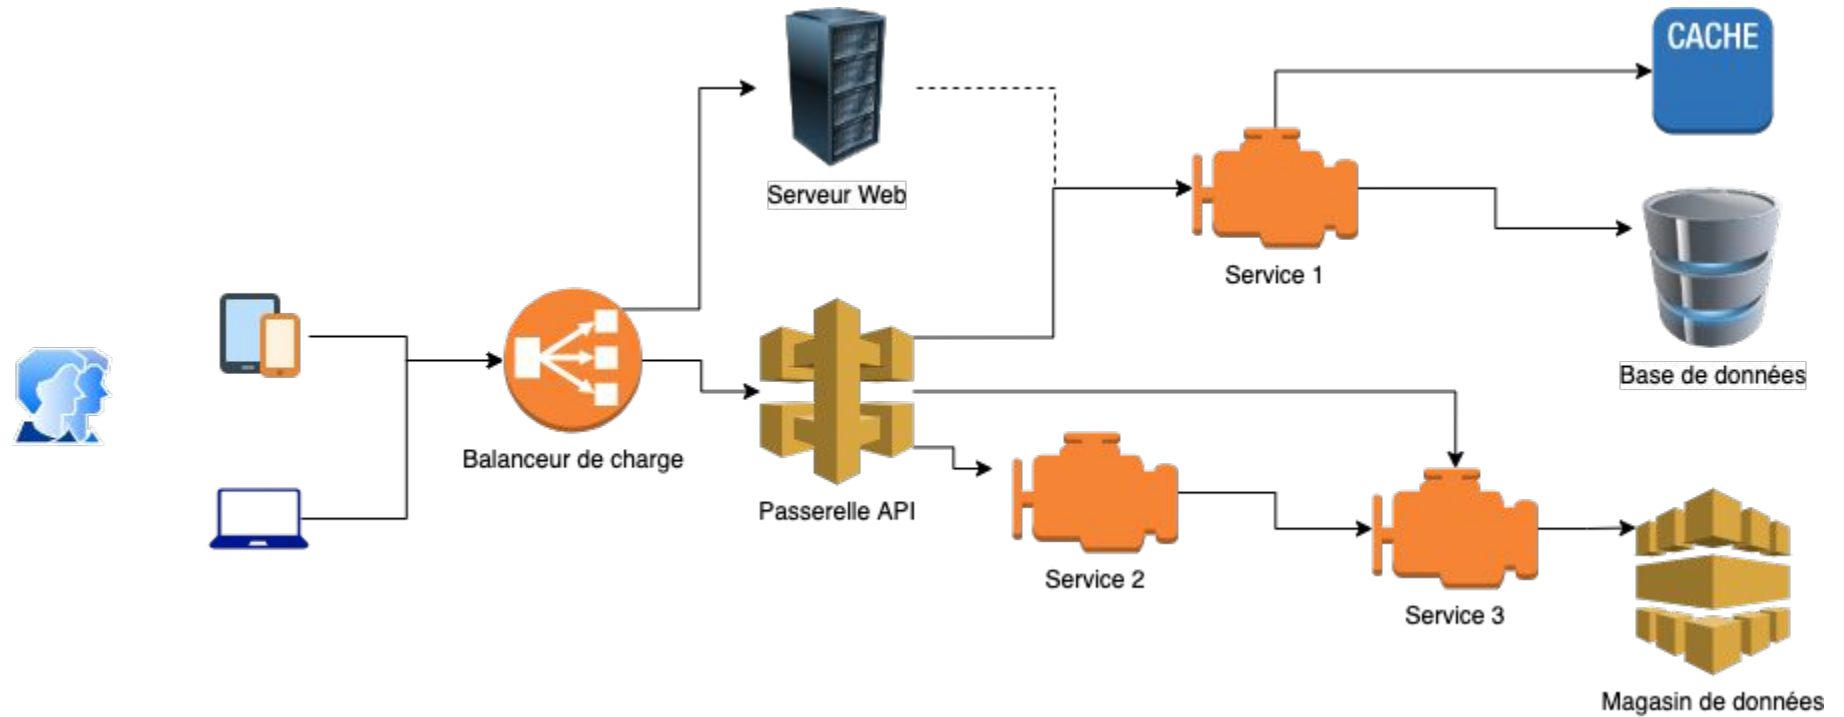 CACHE
Serveur Web
Service 1
Base de données
Balanceur de charge
Passerelle API
Service 2
Service 3
Magasin de données